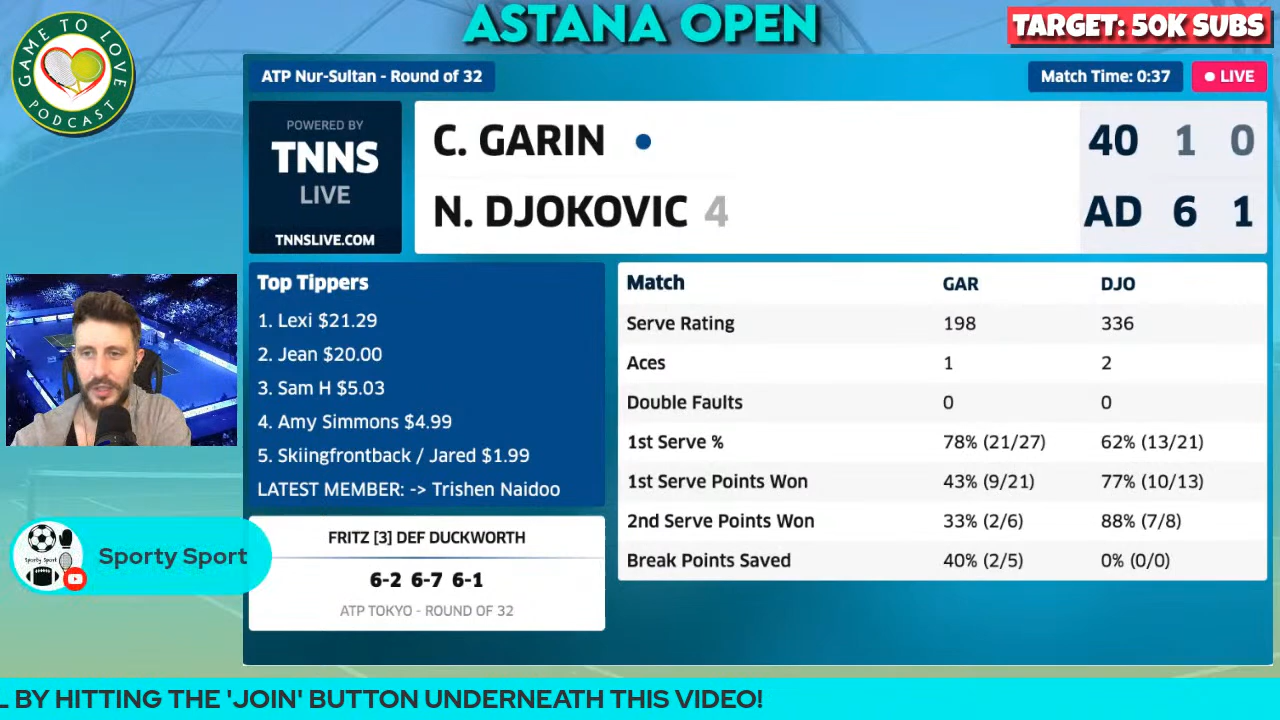 GAME TO LOVE
PODCAST
ASTANA OPEN
TARGET: 50K SUBS
ATP Nur-Sultan - Round of 32
Match Time: 0:37
LIVE
POWERED BY
TNNS
LIVE
TNNSLIVE.COM
C. GARIN 40 1 0
N. DJOKOVIC 4 AD 6 1
Top Tippers
1. Lexi $21.29
2. Jean $20.00
3. Sam H $5.03
4. Amy Simmons $4.99
5. Skiingfrontback / Jared $1.99
LATEST MEMBER: -> Trishen Naidoo
Match GAR DJO
Serve Rating 198 336
Aces 1 2
Double Faults 0 0
1st Serve % 78% (21/27) 62% (13/21)
1st Serve Points Won 43% (9/21) 77% (10/13)
2nd Serve Points Won 33% (2/6) 88% (7/8)
Break Points Saved 40% (2/5) 0% (0/0)
FRITZ [3] DEF DUCKWORTH
6-2 6-7 6-1
ATP TOKYO - ROUND OF 32
Sporty Sport
Sporty Sport
L BY HITTING THE 'JOIN' BUTTON UNDERNEATH THIS VIDEO!